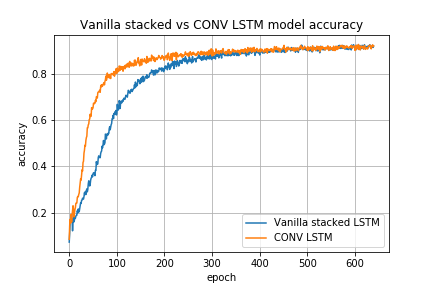 Vanilla stacked vs CONV LSTM model accuracy
accuracy
0.8
0.6
0.4
0.2
Vanilla stacked LSTM
CONV LSTM
0 100 200 300 400 500 600
epoch